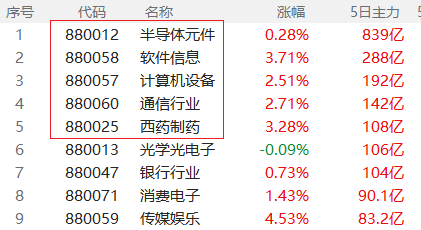 序号 代码 名称 涨幅 5日主力
1 880012 半导体元件 0.28% 839亿
2 880058 软件信息 3.71% 288亿
3 880057 计算机设备 2.51% 192亿
4 880060 通信行业 2.71% 142亿
5 880025 西药制药 3.28% 108亿
6 880013 光学光电子 -0.09% 106亿
7 880047 银行行业 0.73% 104亿
8 880071 消费电子 1.43% 90.1亿
9 880059 传媒娱乐 4.53% 83.2亿